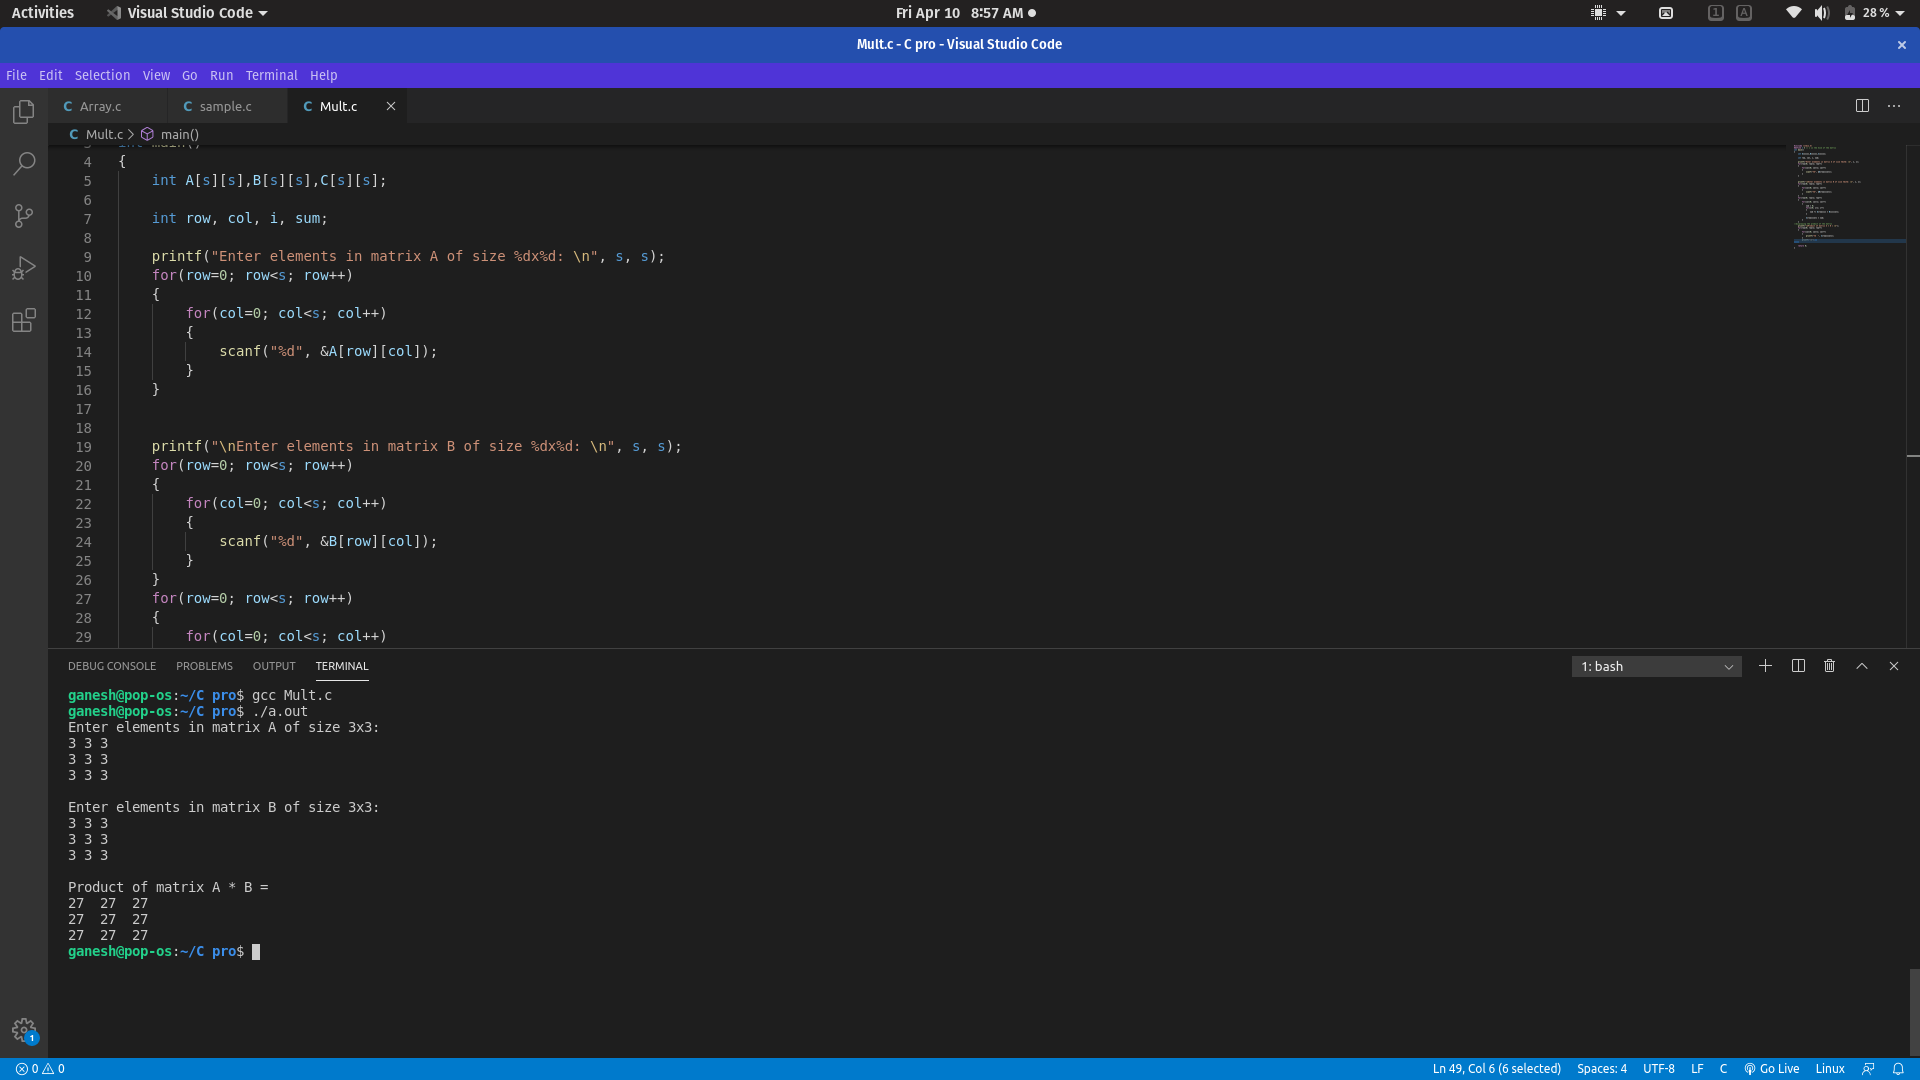 Activities Visual Studio Code Fri Apr 10 8:57 AM 1 A 28 %
Mult.c - C pro - Visual Studio Code
File Edit Selection View Go Run Terminal Help
C Array.c C sample.c C Mult.c
C Mult.c > main()
4 {
5 int A[s][s],B[s][s],C[s][s];
6
7 int row, col, i, sum;
8
9 printf("Enter elements in matrix A of size %dx%d: \n", s, s);
10 for(row=0; row<s; row++)
11 {
12 for(col=0; col<s; col++)
13 {
14 scanf("%d", &A[row][col]);
15 }
16 }
17
18
19 printf("\nEnter elements in matrix B of size %dx%d: \n", s, s);
20 for(row=0; row<s; row++)
21 {
22 for(col=0; col<s; col++)
23 {
24 scanf("%d", &B[row][col]);
25 }
26 }
27 for(row=0; row<s; row++)
28 {
29 for(col=0; col<s; col++)
DEBUG CONSOLE PROBLEMS OUTPUT TERMINAL 1: bash
ganesh@pop-os:~/C pro$ gcc Mult.c
ganesh@pop-os:~/C pro$ ./a.out
Enter elements in matrix A of size 3x3:
3 3 3
3 3 3
3 3 3
Enter elements in matrix B of size 3x3:
3 3 3
3 3 3
3 3 3
Product of matrix A * B =
27 27 27
27 27 27
27 27 27
ganesh@pop-os:~/C pro$
1
0 0 Ln 49, Col 6 (6 selected) Spaces: 4 UTF-8 LF C Go Live Linux